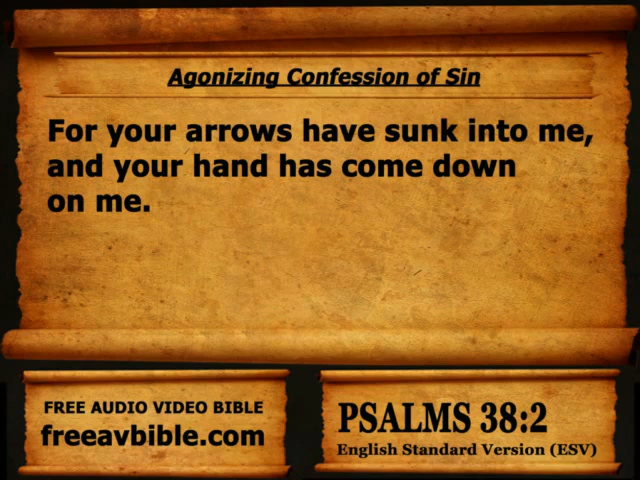 Agonizing Confession of Sin
For your arrows have sunk into me,
and your hand has come down
on me.
FREE AUDIO VIDEO BIBLE
freeavbible.com
PSALMS 38:2
English Standard Version (ESV)